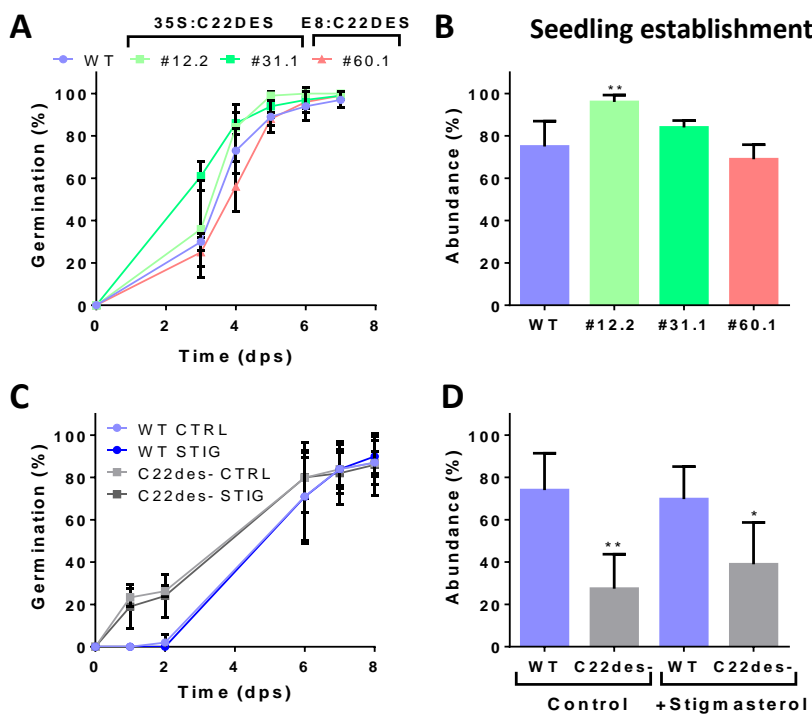 A
35S:C22DES
E8:C22DES
WT
#12.2
#31.1
#60.1
Germination (%)
100
80
60
40
20
0
0
2
4
6
8
Time (dps)
B
Seedling establishment
Abundance (%)
100
80
60
40
20
0
**
WT
#12.2
#31.1
#60.1
C
WT CTRL
WT STIG
C22des- CTRL
C22des- STIG
Germination (%)
100
80
60
40
20
0
0
2
4
6
8
Time (dps)
D
Abundance (%)
100
80
60
40
20
0
**
*
WT
C22des-
WT
C22des-
Control
+Stigmasterol